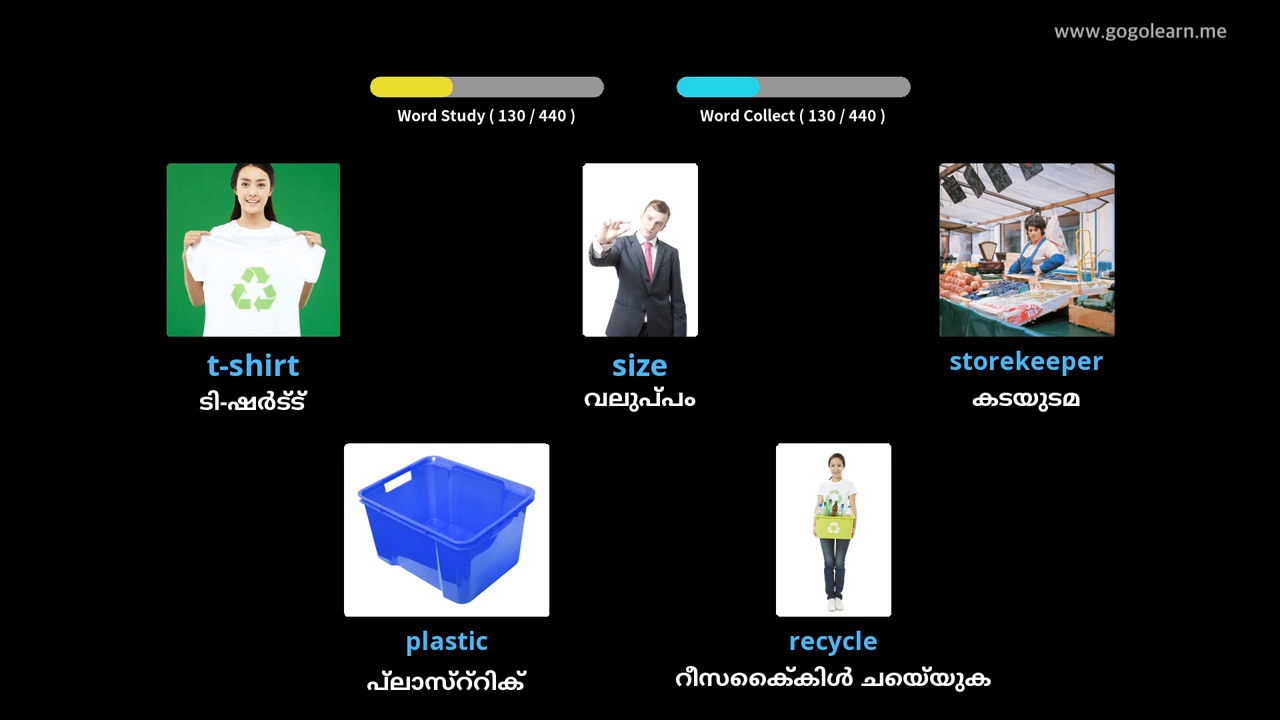 www.gogolearn.me
Word Study ( 130 / 440 )
Word Collect ( 130 / 440 )
t-shirt
ടി-ഷർട്ട്
size
വലുപ്പം
storekeeper
കടയുടമ
plastic
പ്ലാസ്റ്റിക്
recycle
റീസൈക്കിൾ ചെയ്യുക